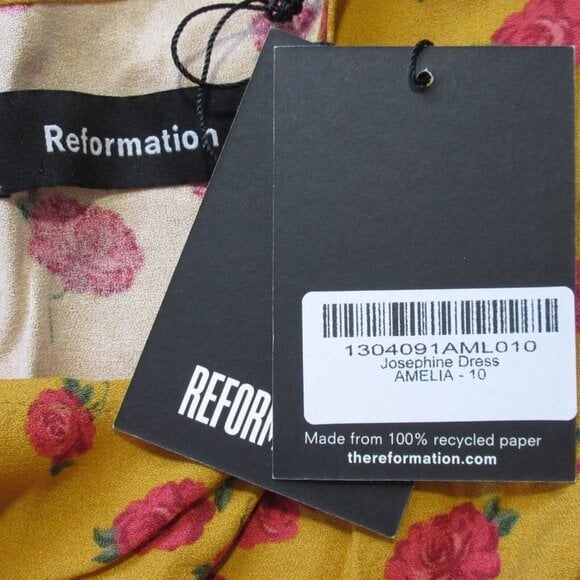 Reformation
REFORM
1304091AML010
Josephine Dress
AMELIA - 10
Made from 100% recycled paper
thereformation.com